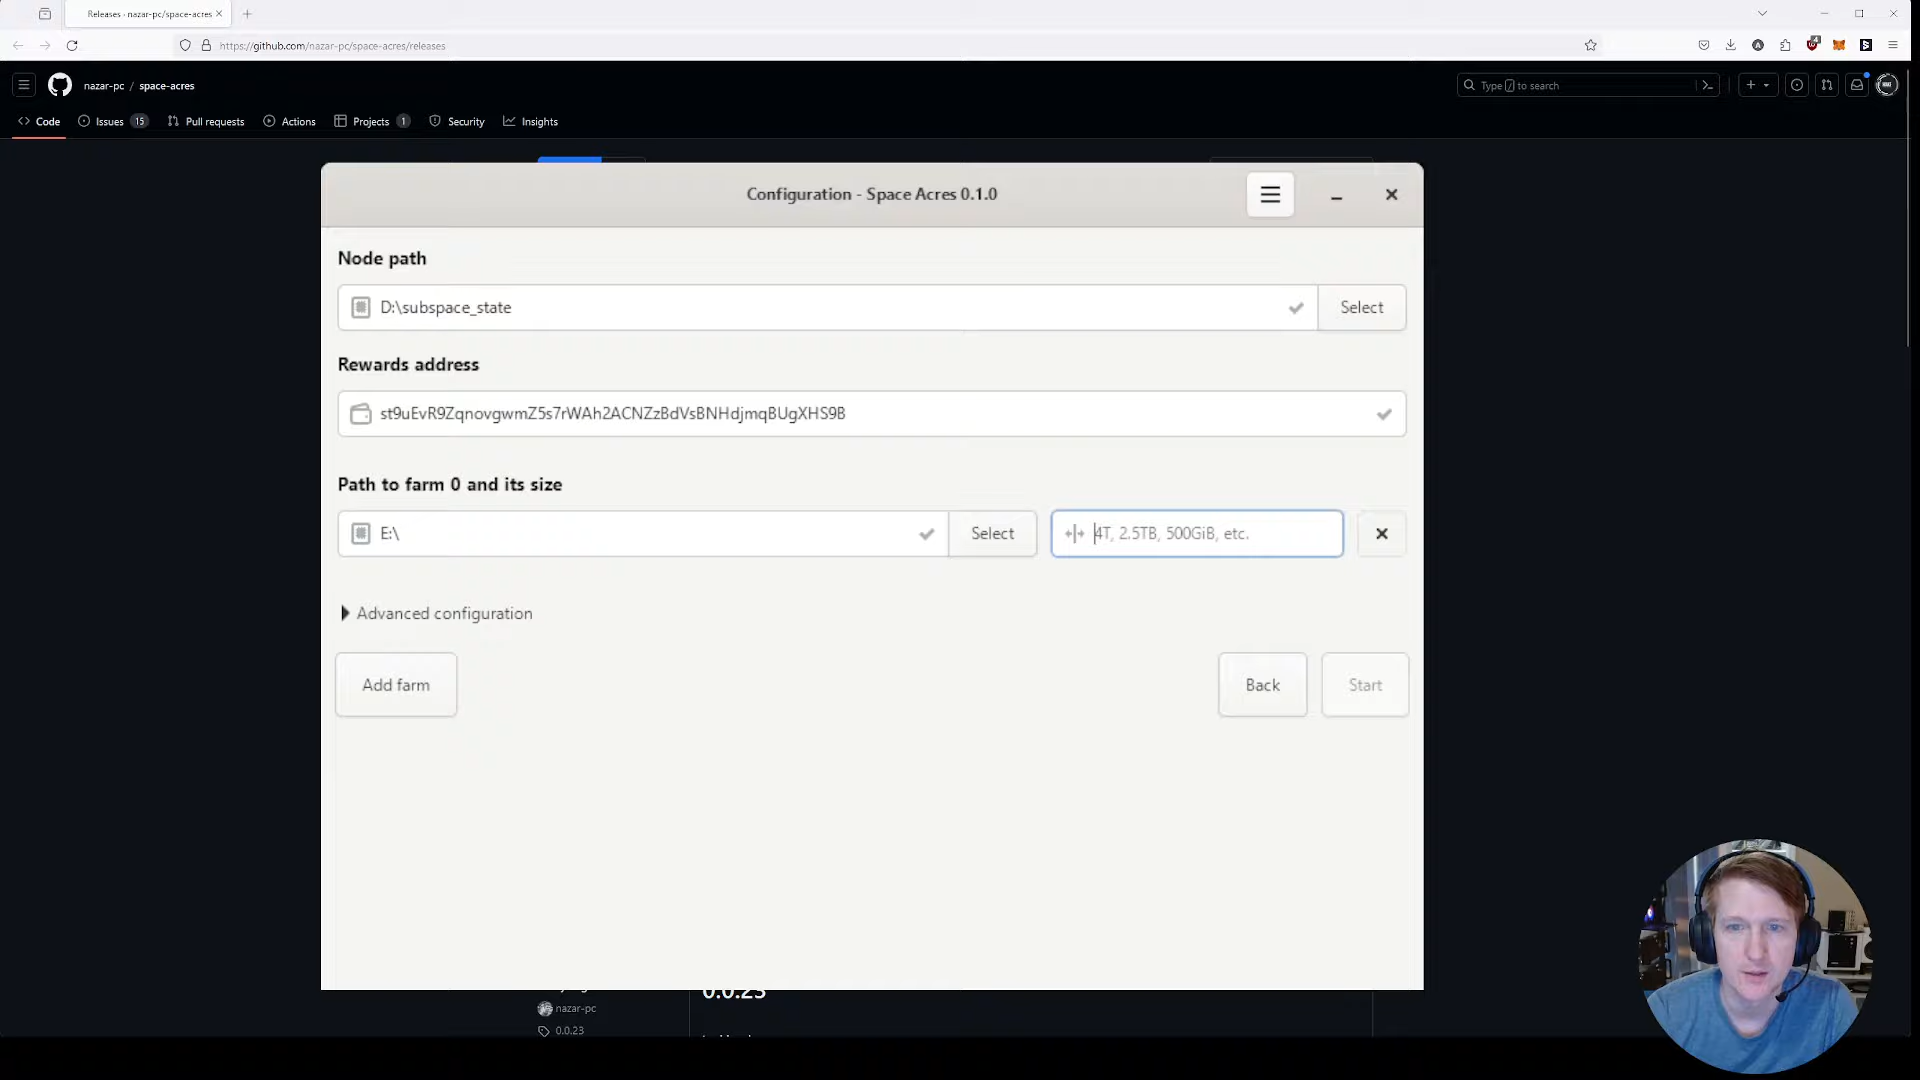 Releases · nazar-pc/space-acres
https://github.com/nazar-pc/space-acres/releases
nazar-pc / space-acres
Type / to search
Code
Issues 15
Pull requests
Actions
Projects 1
Security
Insights
Configuration - Space Acres 0.1.0
Node path
D:\subspace_state
Select
Rewards address
st9uEvR9ZqnovgwmZ5s7rWAh2ACNZzBdVsBNHdjmqBUgXHS9B
Path to farm 0 and its size
E:\
Select
4T, 2.5TB, 500GiB, etc.
Advanced configuration
Add farm
Back
Start
0.0.23
nazar-pc
0.0.23